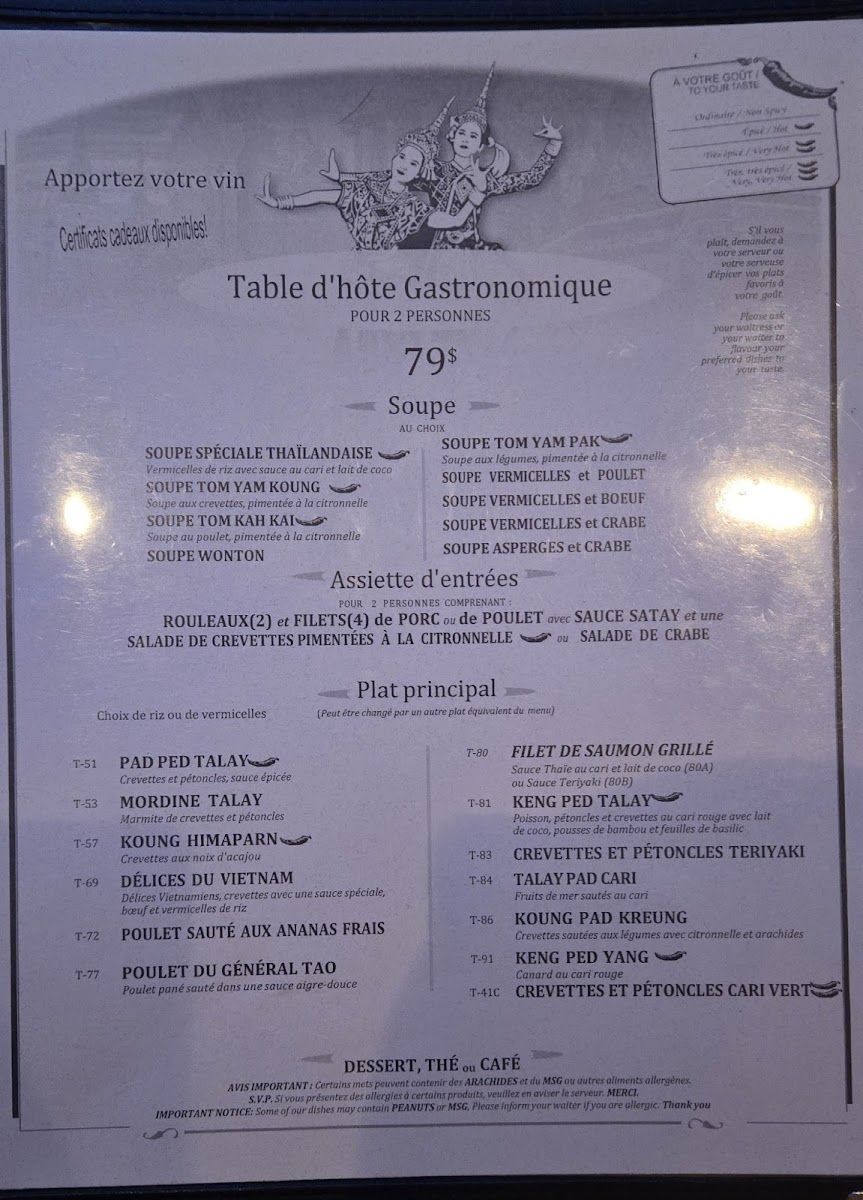 À VOTRE GOÛT /
TO YOUR TASTE
Ordinaire / Non Spicy
Épicé / Hot
Très épicé / Very Hot
Très, très épicé /
Very, Very Hot
Apportez votre vin
Certificats cadeaux disponibles!
S'il vous
plaît, demandez à
votre serveur ou
votre serveuse
d'épicer vos plats
favoris à
votre goût.
Please ask
your waitress or
your waiter to
flavour your
preferred dishes to
your taste.
Table d'hôte Gastronomique
POUR 2 PERSONNES
79$
Soupe
AU CHOIX
SOUPE SPÉCIALE THAÏLANDAISE
Vermicelles de riz avec sauce au cari et lait de coco
SOUPE TOM YAM KOUNG
Soupe aux crevettes, pimentée à la citronnelle
SOUPE TOM KAH KAI
Soupe au poulet, pimentée à la citronnelle
SOUPE WONTON
SOUPE TOM YAM PAK
Soupe aux légumes, pimentée à la citronnelle
SOUPE VERMICELLES et POULET
SOUPE VERMICELLES et BOEUF
SOUPE VERMICELLES et CRABE
SOUPE ASPERGES et CRABE
Assiette d'entrées
POUR 2 PERSONNES COMPRENANT :
ROULEAUX(2) et FILETS(4) de PORC ou de POULET avec SAUCE SATAY et une
SALADE DE CREVETTES PIMENTÉES À LA CITRONNELLE ou SALADE DE CRABE
Plat principal
Choix de riz ou de vermicelles
(Peut être changé par un autre plat équivalent du menu)
T-51 PAD PED TALAY
Crevettes et pétoncles, sauce épicée
T-53 MORDINE TALAY
Marmite de crevettes et pétoncles
T-57 KOUNG HIMAPARN
Crevettes aux noix d'acajou
T-69 DÉLICES DU VIETNAM
Délices Vietnamiens, crevettes avec une sauce spéciale,
bœuf et vermicelles de riz
T-72 POULET SAUTÉ AUX ANANAS FRAIS
T-77 POULET DU GÉNÉRAL TAO
Poulet pané sauté dans une sauce aigre-douce
T-80 FILET DE SAUMON GRILLÉ
Sauce Thaïe au cari et lait de coco (80A)
ou Sauce Teriyaki (80B)
T-81 KENG PED TALAY
Poisson, pétoncles et crevettes au cari rouge avec lait
de coco, pousses de bambou et feuilles de basilic
T-83 CREVETTES ET PÉTONCLES TERIYAKI
T-84 TALAY PAD CARI
Fruits de mer sautés au cari
T-86 KOUNG PAD KREUNG
Crevettes sautées aux légumes avec citronnelle et arachides
T-91 KENG PED YANG
Canard au cari rouge
T-41C CREVETTES ET PÉTONCLES CARI VERT
DESSERT, THÉ ou CAFÉ
AVIS IMPORTANT : Certains mets peuvent contenir des ARACHIDES et du MSG ou autres aliments allergènes.
S.V.P. Si vous présentez des allergies à certains produits, veuillez en aviser le serveur. MERCI.
IMPORTANT NOTICE: Some of our dishes may contain PEANUTS or MSG, Please inform your waiter if you are allergic. Thank you